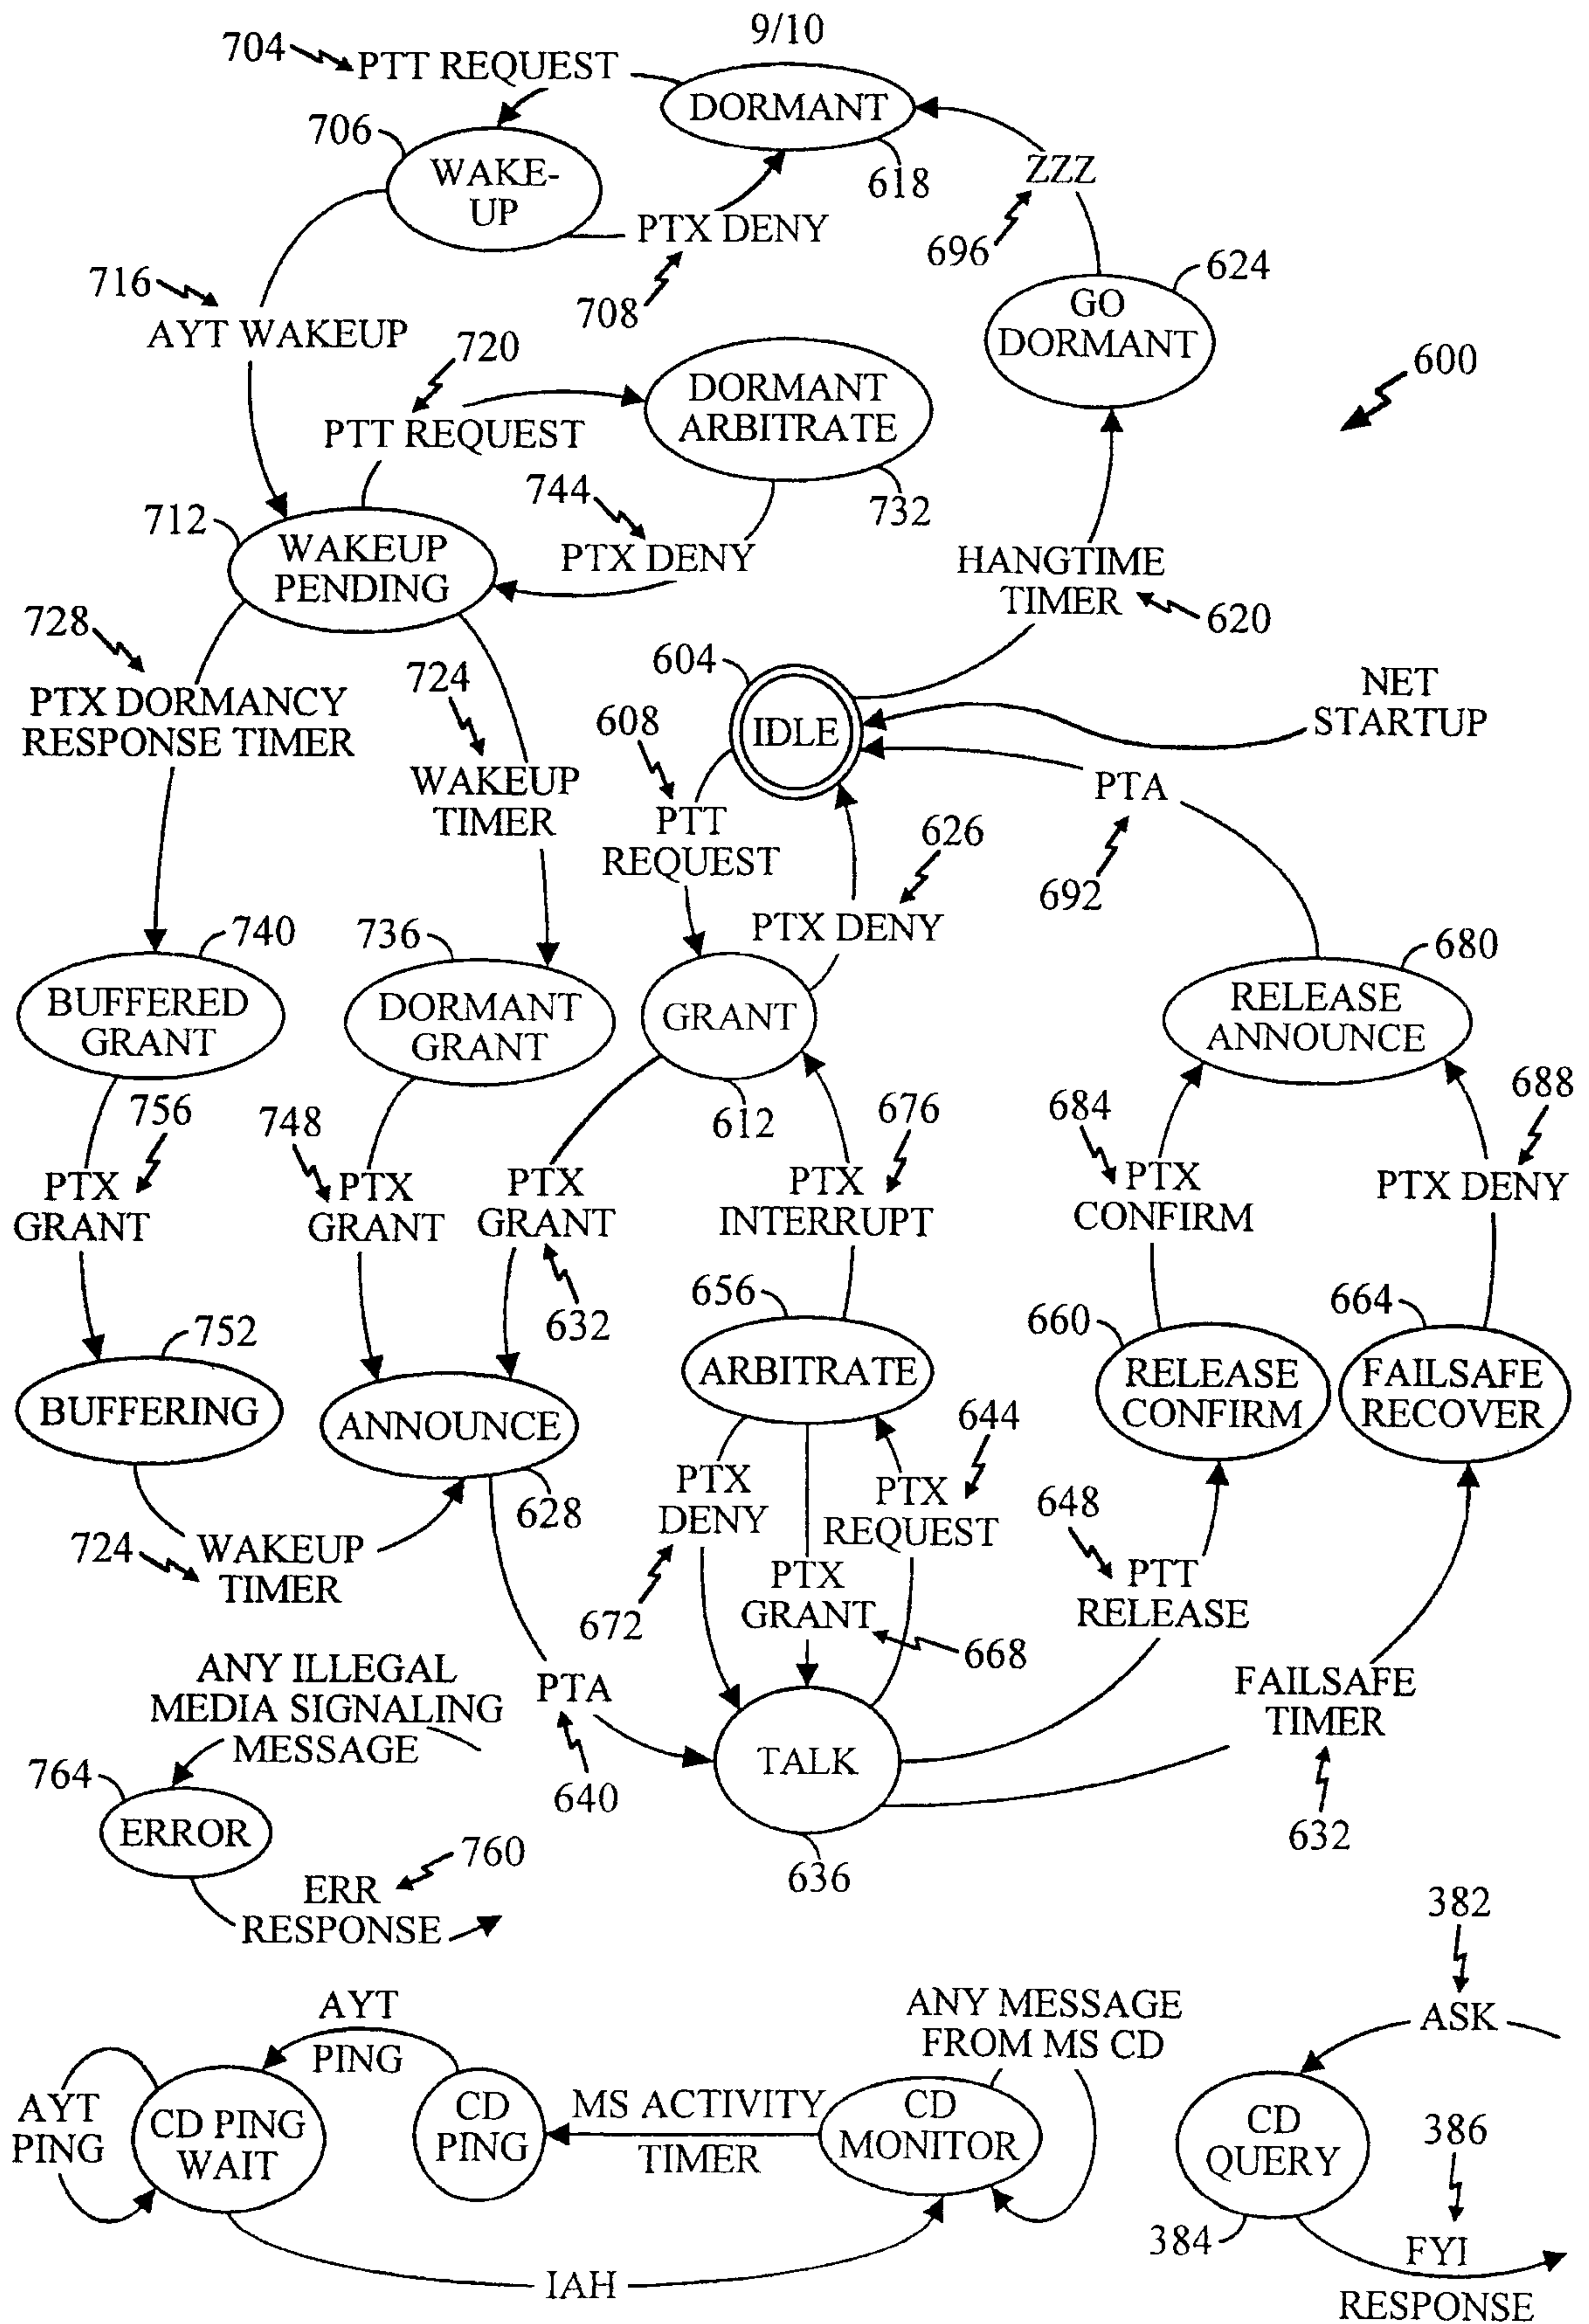 9/10
704
PTT REQUEST
DORMANT
706
WAKE-
UP
618
ZZZ
PTX DENY
696
624
716
708
GO
DORMANT
AYT WAKEUP
720
600
DORMANT
ARBITRATE
PTT REQUEST
744
732
712
WAKEUP
PENDING
PTX DENY
HANGTIME
TIMER
620
728
604
724
NET
STARTUP
PTX DORMANCY
RESPONSE TIMER
608
IDLE
WAKEUP
TIMER
PTA
PTT
REQUEST
626
692
PTX DENY
740
736
680
BUFFERED
GRANT
DORMANT
GRANT
GRANT
RELEASE
ANNOUNCE
756
748
612
676
684
688
PTX
GRANT
PTX
GRANT
PTX
GRANT
PTX
INTERRUPT
PTX
CONFIRM
PTX DENY
656
632
660
664
752
ARBITRATE
RELEASE
CONFIRM
FAILSAFE
RECOVER
BUFFERING
ANNOUNCE
644
PTX
DENY
PTX
REQUEST
648
628
724
WAKEUP
TIMER
PTX
GRANT
PTT
RELEASE
672
668
ANY ILLEGAL
MEDIA SIGNALING
MESSAGE
PTA
FAILSAFE
TIMER
764
TALK
640
ERROR
632
760
636
ERR
RESPONSE
382
AYT
PING
ANY MESSAGE
FROM MS CD
ASK
AYT
PING
CD PING
WAIT
CD
PING
MS ACTIVITY
TIMER
CD
MONITOR
CD
QUERY
386
384
FYI
RESPONSE
IAH